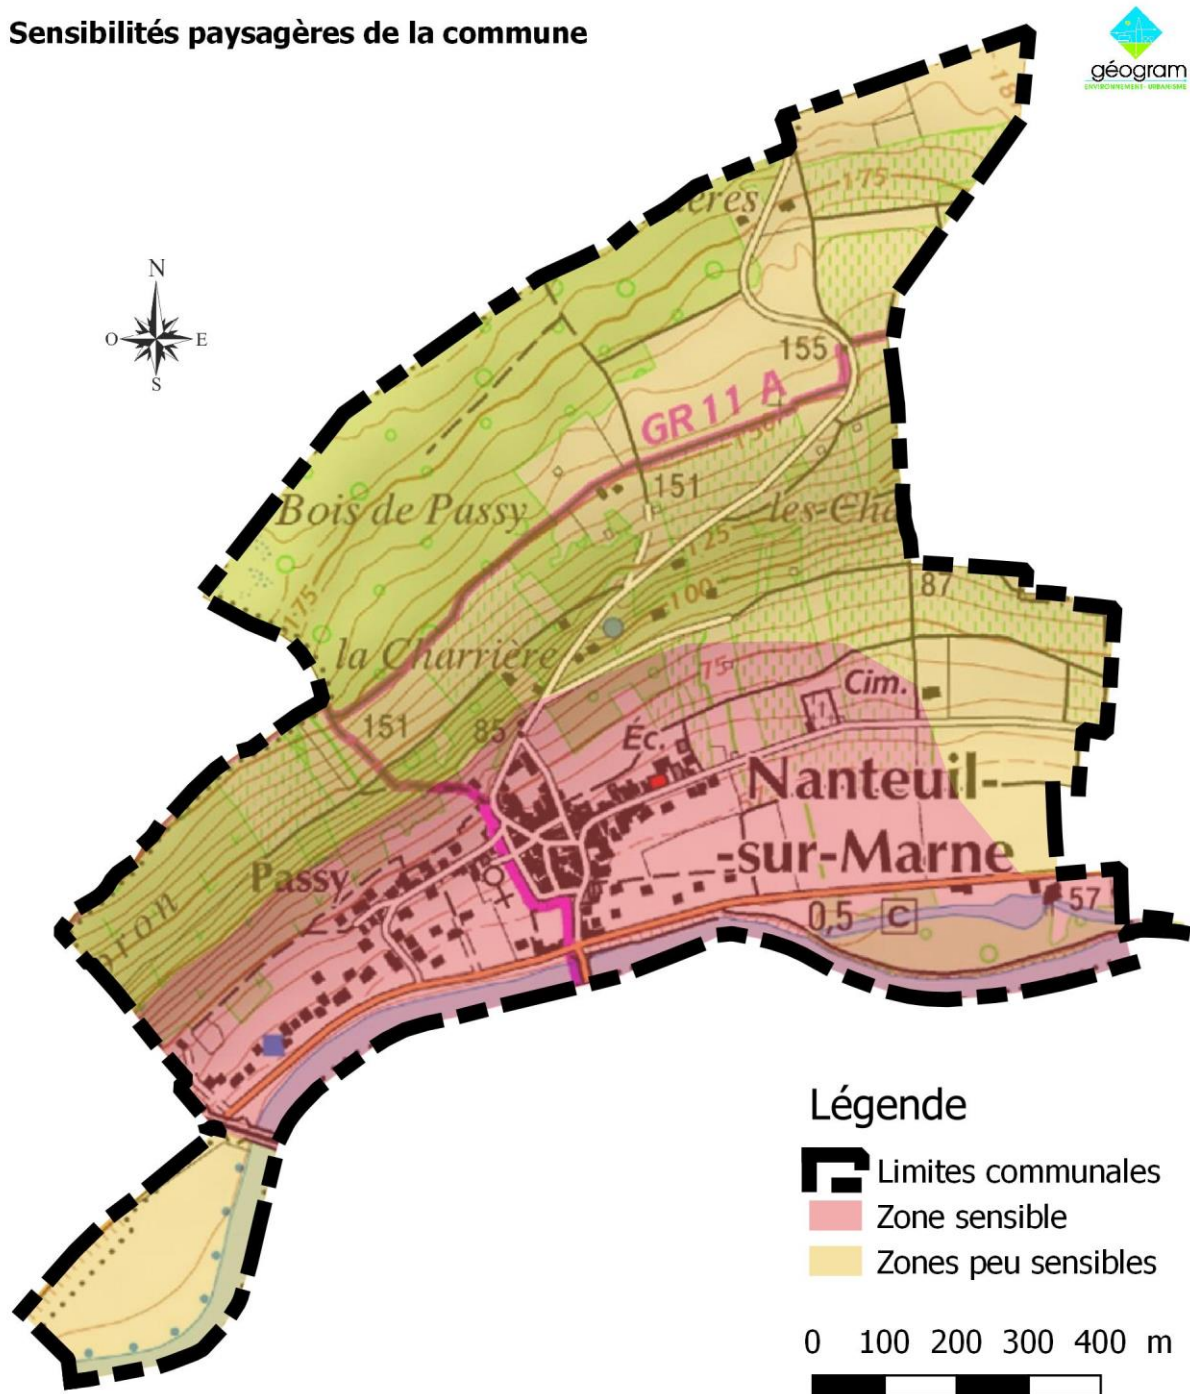 Sensibilités paysagères de la commune
géogram
ENVIRONNEMENT - URBANISME
N
O
E
S
175
155
GR 11 A
151
Bois de Passy
125
100
175
87
la Charrière
75
Cim.
151
85
Éc.
Nanteuil-
-sur-Marne
Passy
0,5 C
57
Légende
Limites communales
Zone sensible
Zones peu sensibles
0 100 200 300 400 m